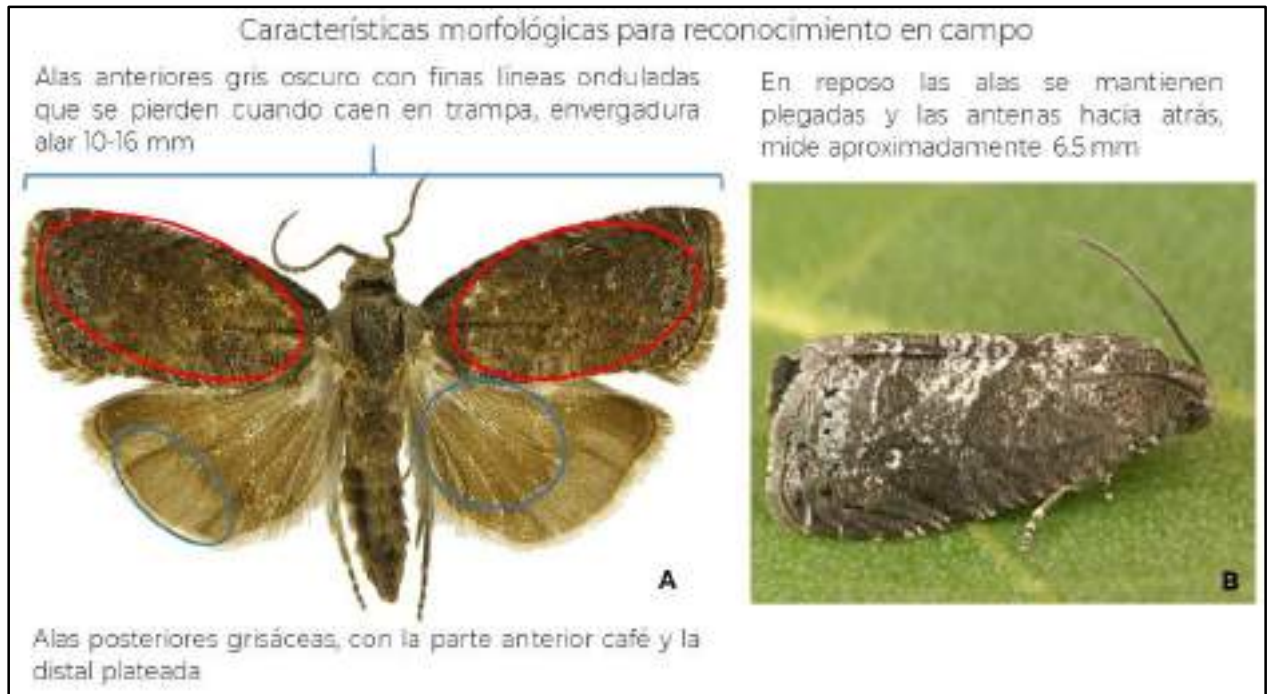 Características morfológicas para reconocimiento en campo
Alas anteriores gris oscuro con finas líneas onduladas
que se pierden cuando caen en trampa, envergadura
alar 10-16 mm
En reposo las alas se mantienen
plegadas y las antenas hacia atrás,
mide aproximadamente 6.5 mm
A
B
Alas posteriores grisáceas, con la parte anterior café y la
distal plateada